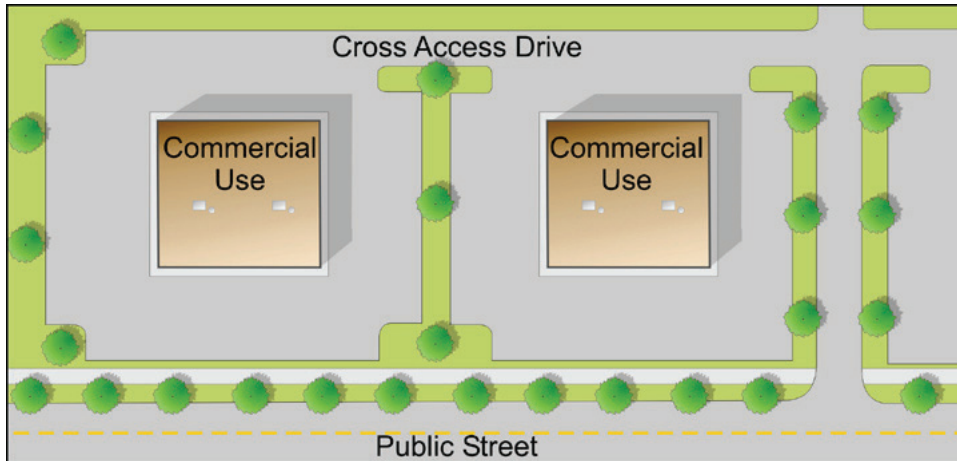 Cross Access Drive
Commercial
Use
Commercial
Use
Public Street